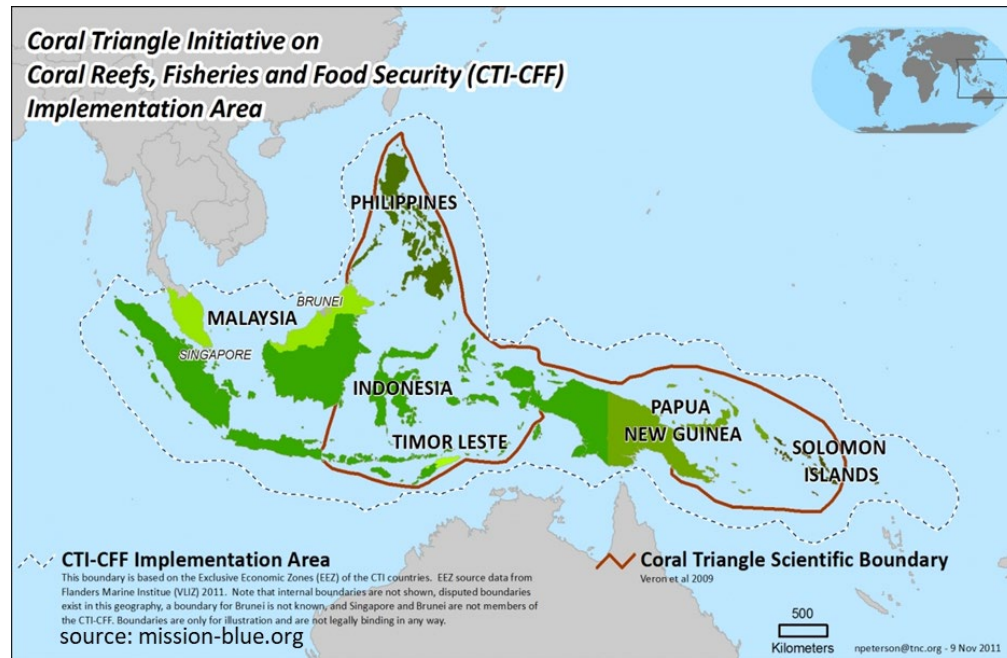 Coral Triangle Initiative on
Coral Reefs, Fisheries and Food Security (CTI-CFF)
Implementation Area
PHILIPPINES
BRUNEI
MALAYSIA
SINGAPORE
INDONESIA
PAPUA
NEW GUINEA
TIMOR LESTE
SOLOMON
ISLANDS
CTI-CFF Implementation Area
This boundary is based on the Exclusive Economic Zones (EEZ) of the CTI countries. EEZ source data from
Flanders Marine Institue (VLIZ) 2011. Note that internal boundaries are not shown, disputed boundaries
exist in this geography, a boundary for Brunei is not known, and Singapore and Brunei are not members of
the CTI-CFF. Boundaries are only for illustration and are not legally binding in any way.
source: mission-blue.org
Coral Triangle Scientific Boundary
Veron et al 2009
500
Kilometers
npeterson@tnc.org - 9 Nov 2011